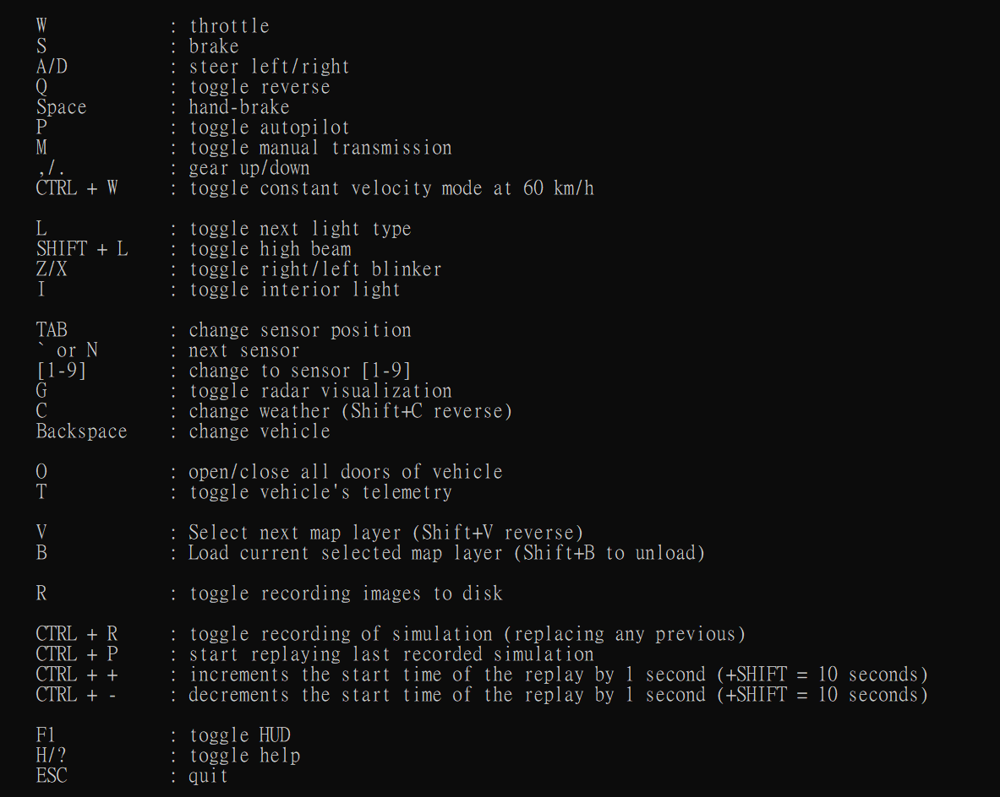 W : throttle
S : brake
A/D : steer left/right
Q : toggle reverse
Space : hand-brake
P : toggle autopilot
M : toggle manual transmission
,/. : gear up/down
CTRL + W : toggle constant velocity mode at 60 km/h
L : toggle next light type
SHIFT + L : toggle high beam
Z/X : toggle right/left blinker
I : toggle interior light
TAB : change sensor position
` or N : next sensor
[1-9] : change to sensor [1-9]
G : toggle radar visualization
C : change weather (Shift+C reverse)
Backspace : change vehicle
O : open/close all doors of vehicle
T : toggle vehicle's telemetry
V : Select next map layer (Shift+V reverse)
B : Load current selected map layer (Shift+B to unload)
R : toggle recording images to disk
CTRL + R : toggle recording of simulation (replacing any previous)
CTRL + P : start replaying last recorded simulation
CTRL + + : increments the start time of the replay by 1 second (+SHIFT = 10 seconds)
CTRL + - : decrements the start time of the replay by 1 second (+SHIFT = 10 seconds)
F1 : toggle HUD
H/? : toggle help
ESC : quit